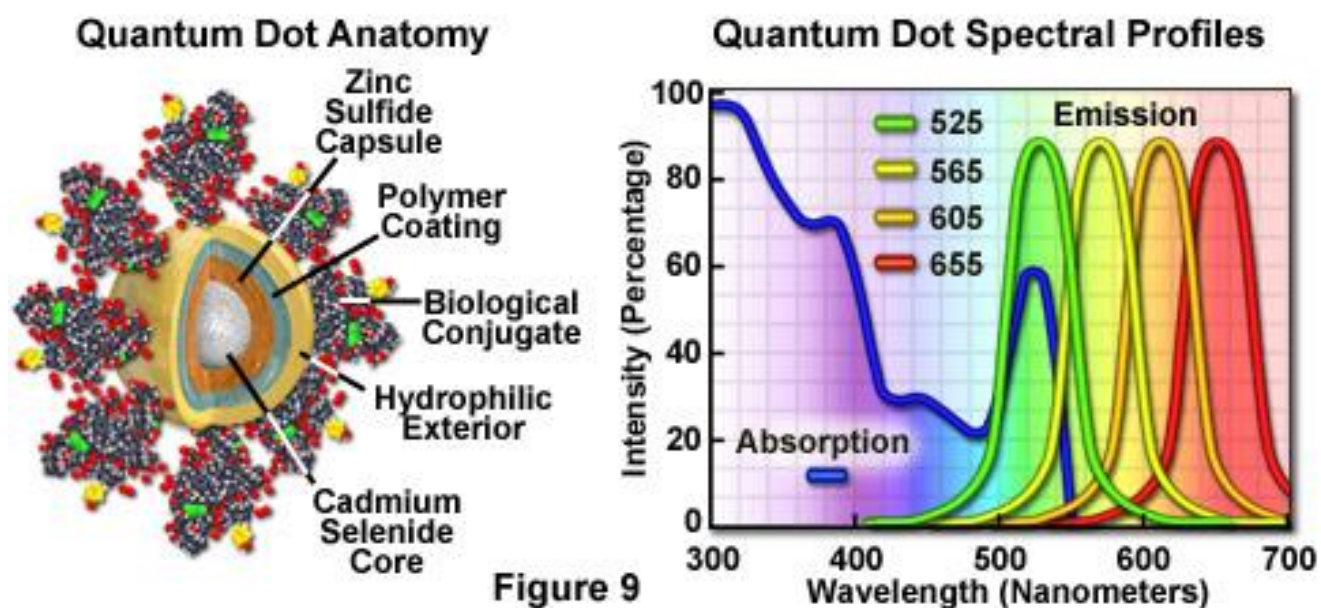 Quantum Dot Anatomy
Zinc
Sulfide
Capsule
Polymer
Coating
Biological
Conjugate
Hydrophilic
Exterior
Cadmium
Selenide
Core
Figure 9
Quantum Dot Spectral Profiles
Intensity (Percentage)
100
80
60
40
20
0
Emission
525
565
605
655
Absorption
300
400
500
600
700
Wavelength (Nanometers)